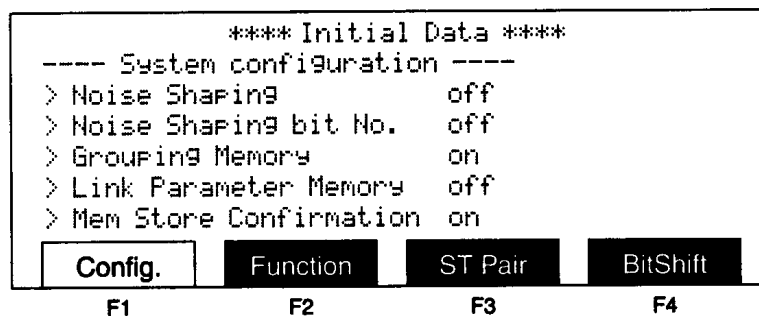 **** Initial Data ****
---- System configuration ----
> Noise Shaping off
> Noise Shaping bit No. off
> Grouping Memory on
> Link Parameter Memory off
> Mem Store Confirmation on
Config. Function ST Pair BitShift
F1 F2 F3 F4